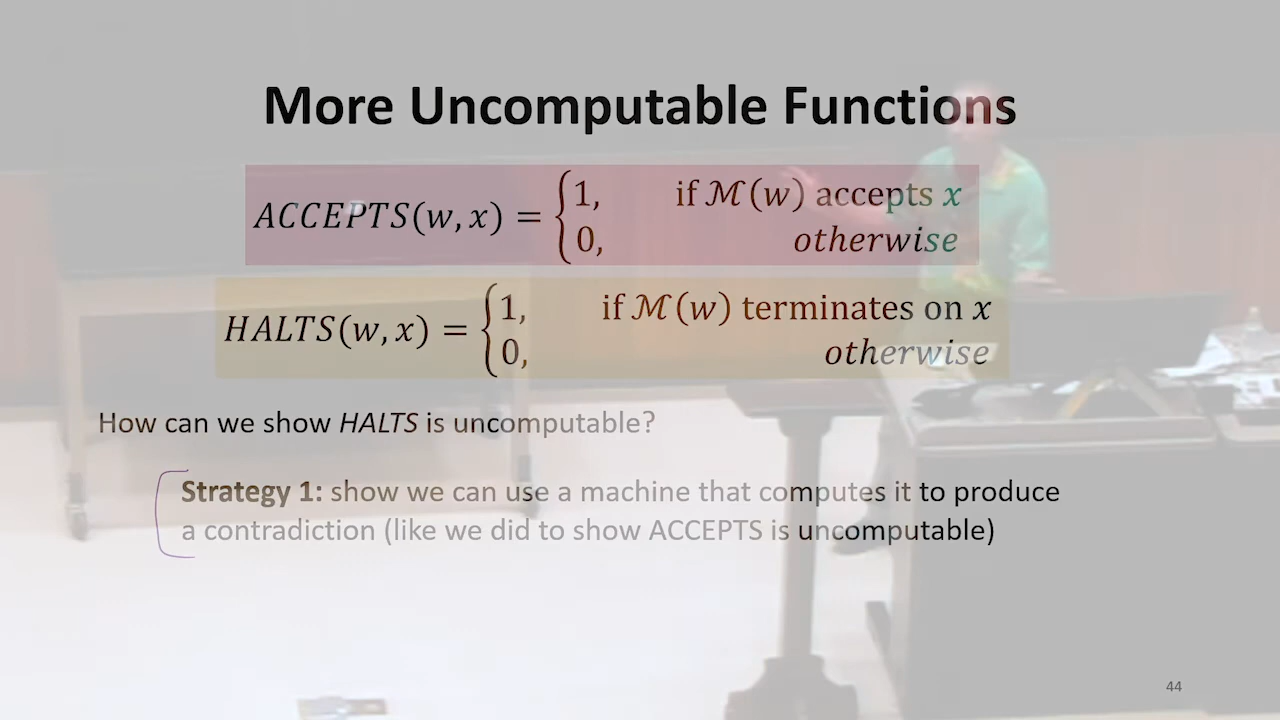 More Uncomputable Functions
ACCEPTS(w, x) = {1, if ℳ(w) accepts x
0, otherwise
HALTS(w, x) = {1, if ℳ(w) terminates on x
0, otherwise
How can we show HALTS is uncomputable?
Strategy 1: show we can use a machine that computes it to produce
a contradiction (like we did to show ACCEPTS is uncomputable)
44